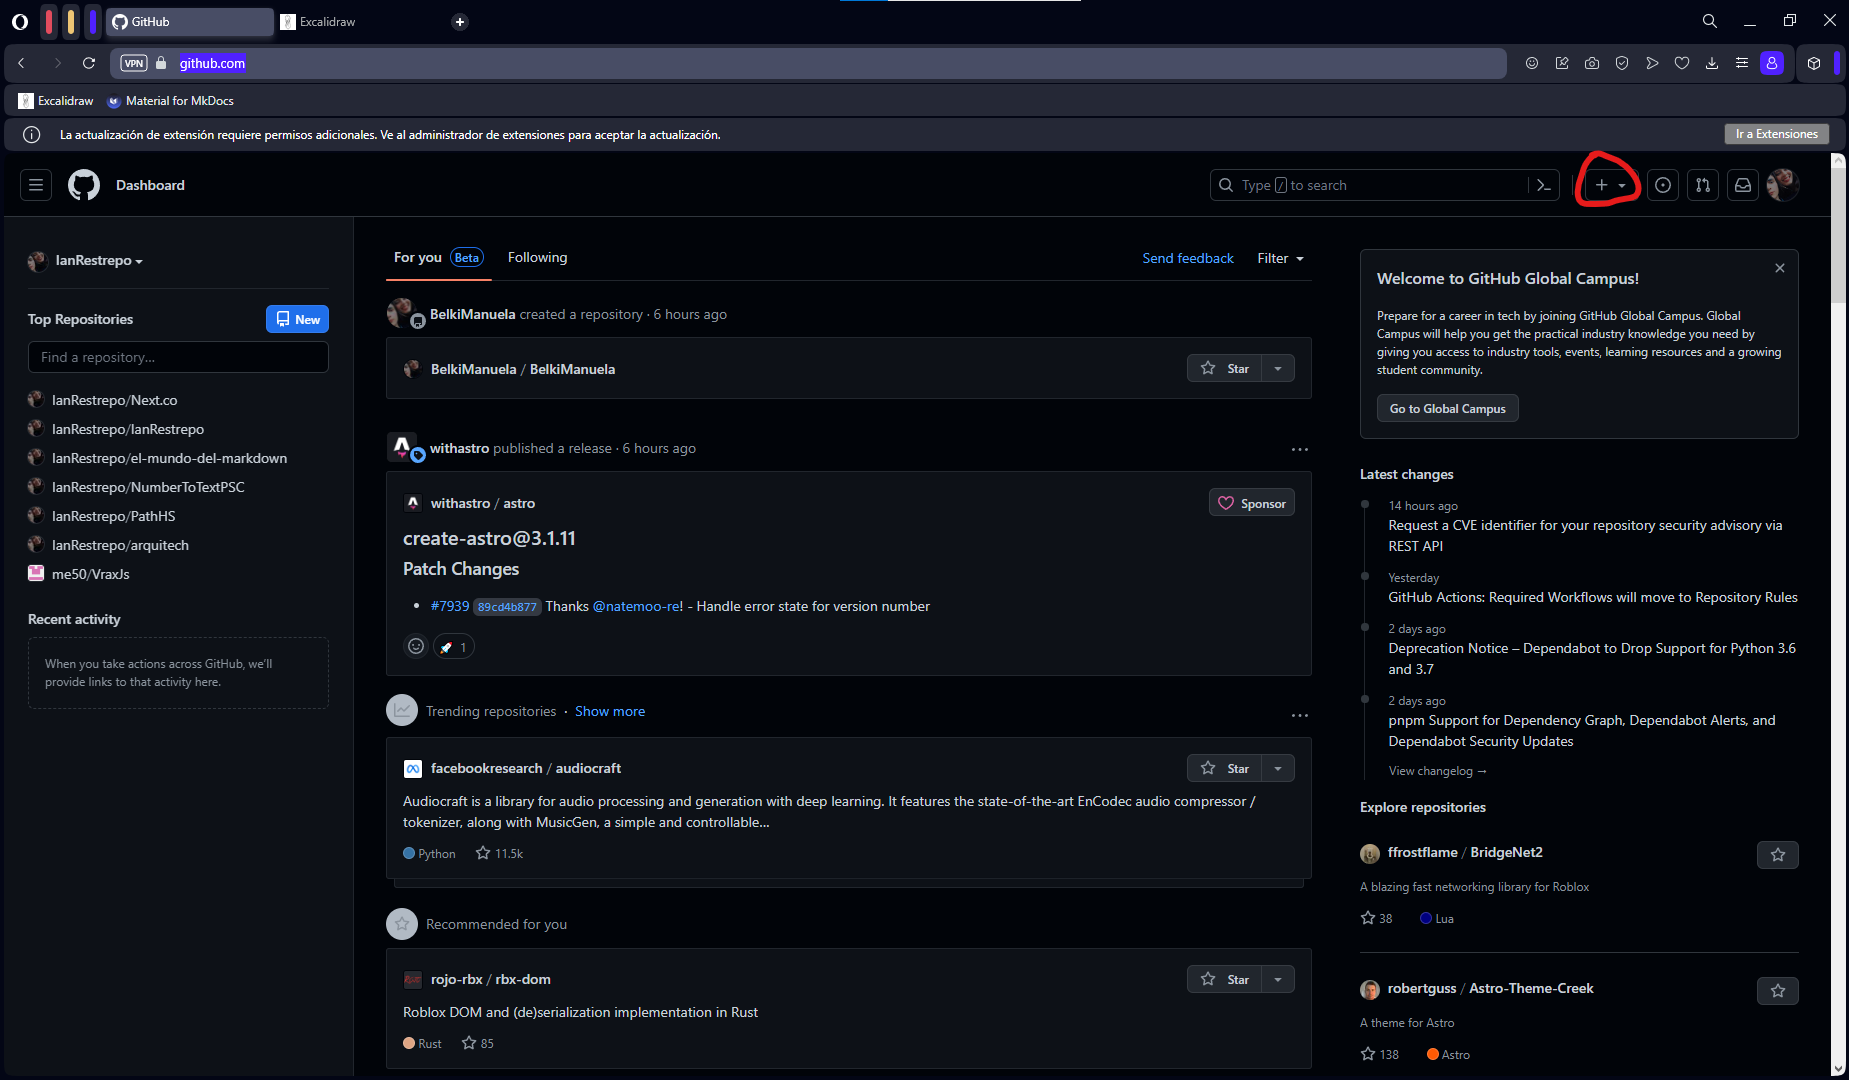 GitHub
Excalidraw
VPN
github.com
Excalidraw
Material for MkDocs
La actualización de extensión requiere permisos adicionales. Ve al administrador de extensiones para aceptar la actualización.
Ir a Extensiones
Dashboard
Type / to search
IanRestrepo
Top Repositories
New
Find a repository...
IanRestrepo/Next.co
IanRestrepo/IanRestrepo
IanRestrepo/el-mundo-del-markdown
IanRestrepo/NumberToTextPSC
IanRestrepo/PathHS
IanRestrepo/arquitech
me50/VraxJs
Recent activity
When you take actions across GitHub, we'll
provide links to that activity here.
For you Beta
Following
Send feedback
Filter
BelkiManuela created a repository · 6 hours ago
BelkiManuela / BelkiManuela
Star
withastro published a release · 6 hours ago
withastro / astro
Sponsor
create-astro@3.1.11
Patch Changes
#7939 89cd4b877 Thanks @natemoo-re! - Handle error state for version number
1
Trending repositories · Show more
facebookresearch / audiocraft
Star
Audiocraft is a library for audio processing and generation with deep learning. It features the state-of-the-art EnCodec audio compressor /
tokenizer, along with MusicGen, a simple and controllable...
Python
11.5k
Recommended for you
rojo-rbx / rbx-dom
Star
Roblox DOM and (de)serialization implementation in Rust
Rust
85
Welcome to GitHub Global Campus!
Prepare for a career in tech by joining GitHub Global Campus. Global
Campus will help you get the practical industry knowledge you need by
giving you access to industry tools, events, learning resources and a growing
student community.
Go to Global Campus
Latest changes
14 hours ago
Request a CVE identifier for your repository security advisory via
REST API
Yesterday
GitHub Actions: Required Workflows will move to Repository Rules
2 days ago
Deprecation Notice – Dependabot to Drop Support for Python 3.6
and 3.7
2 days ago
pnpm Support for Dependency Graph, Dependabot Alerts, and
Dependabot Security Updates
View changelog →
Explore repositories
ffrostflame / BridgeNet2
A blazing fast networking library for Roblox
38
Lua
robertguss / Astro-Theme-Creek
A theme for Astro
138
Astro